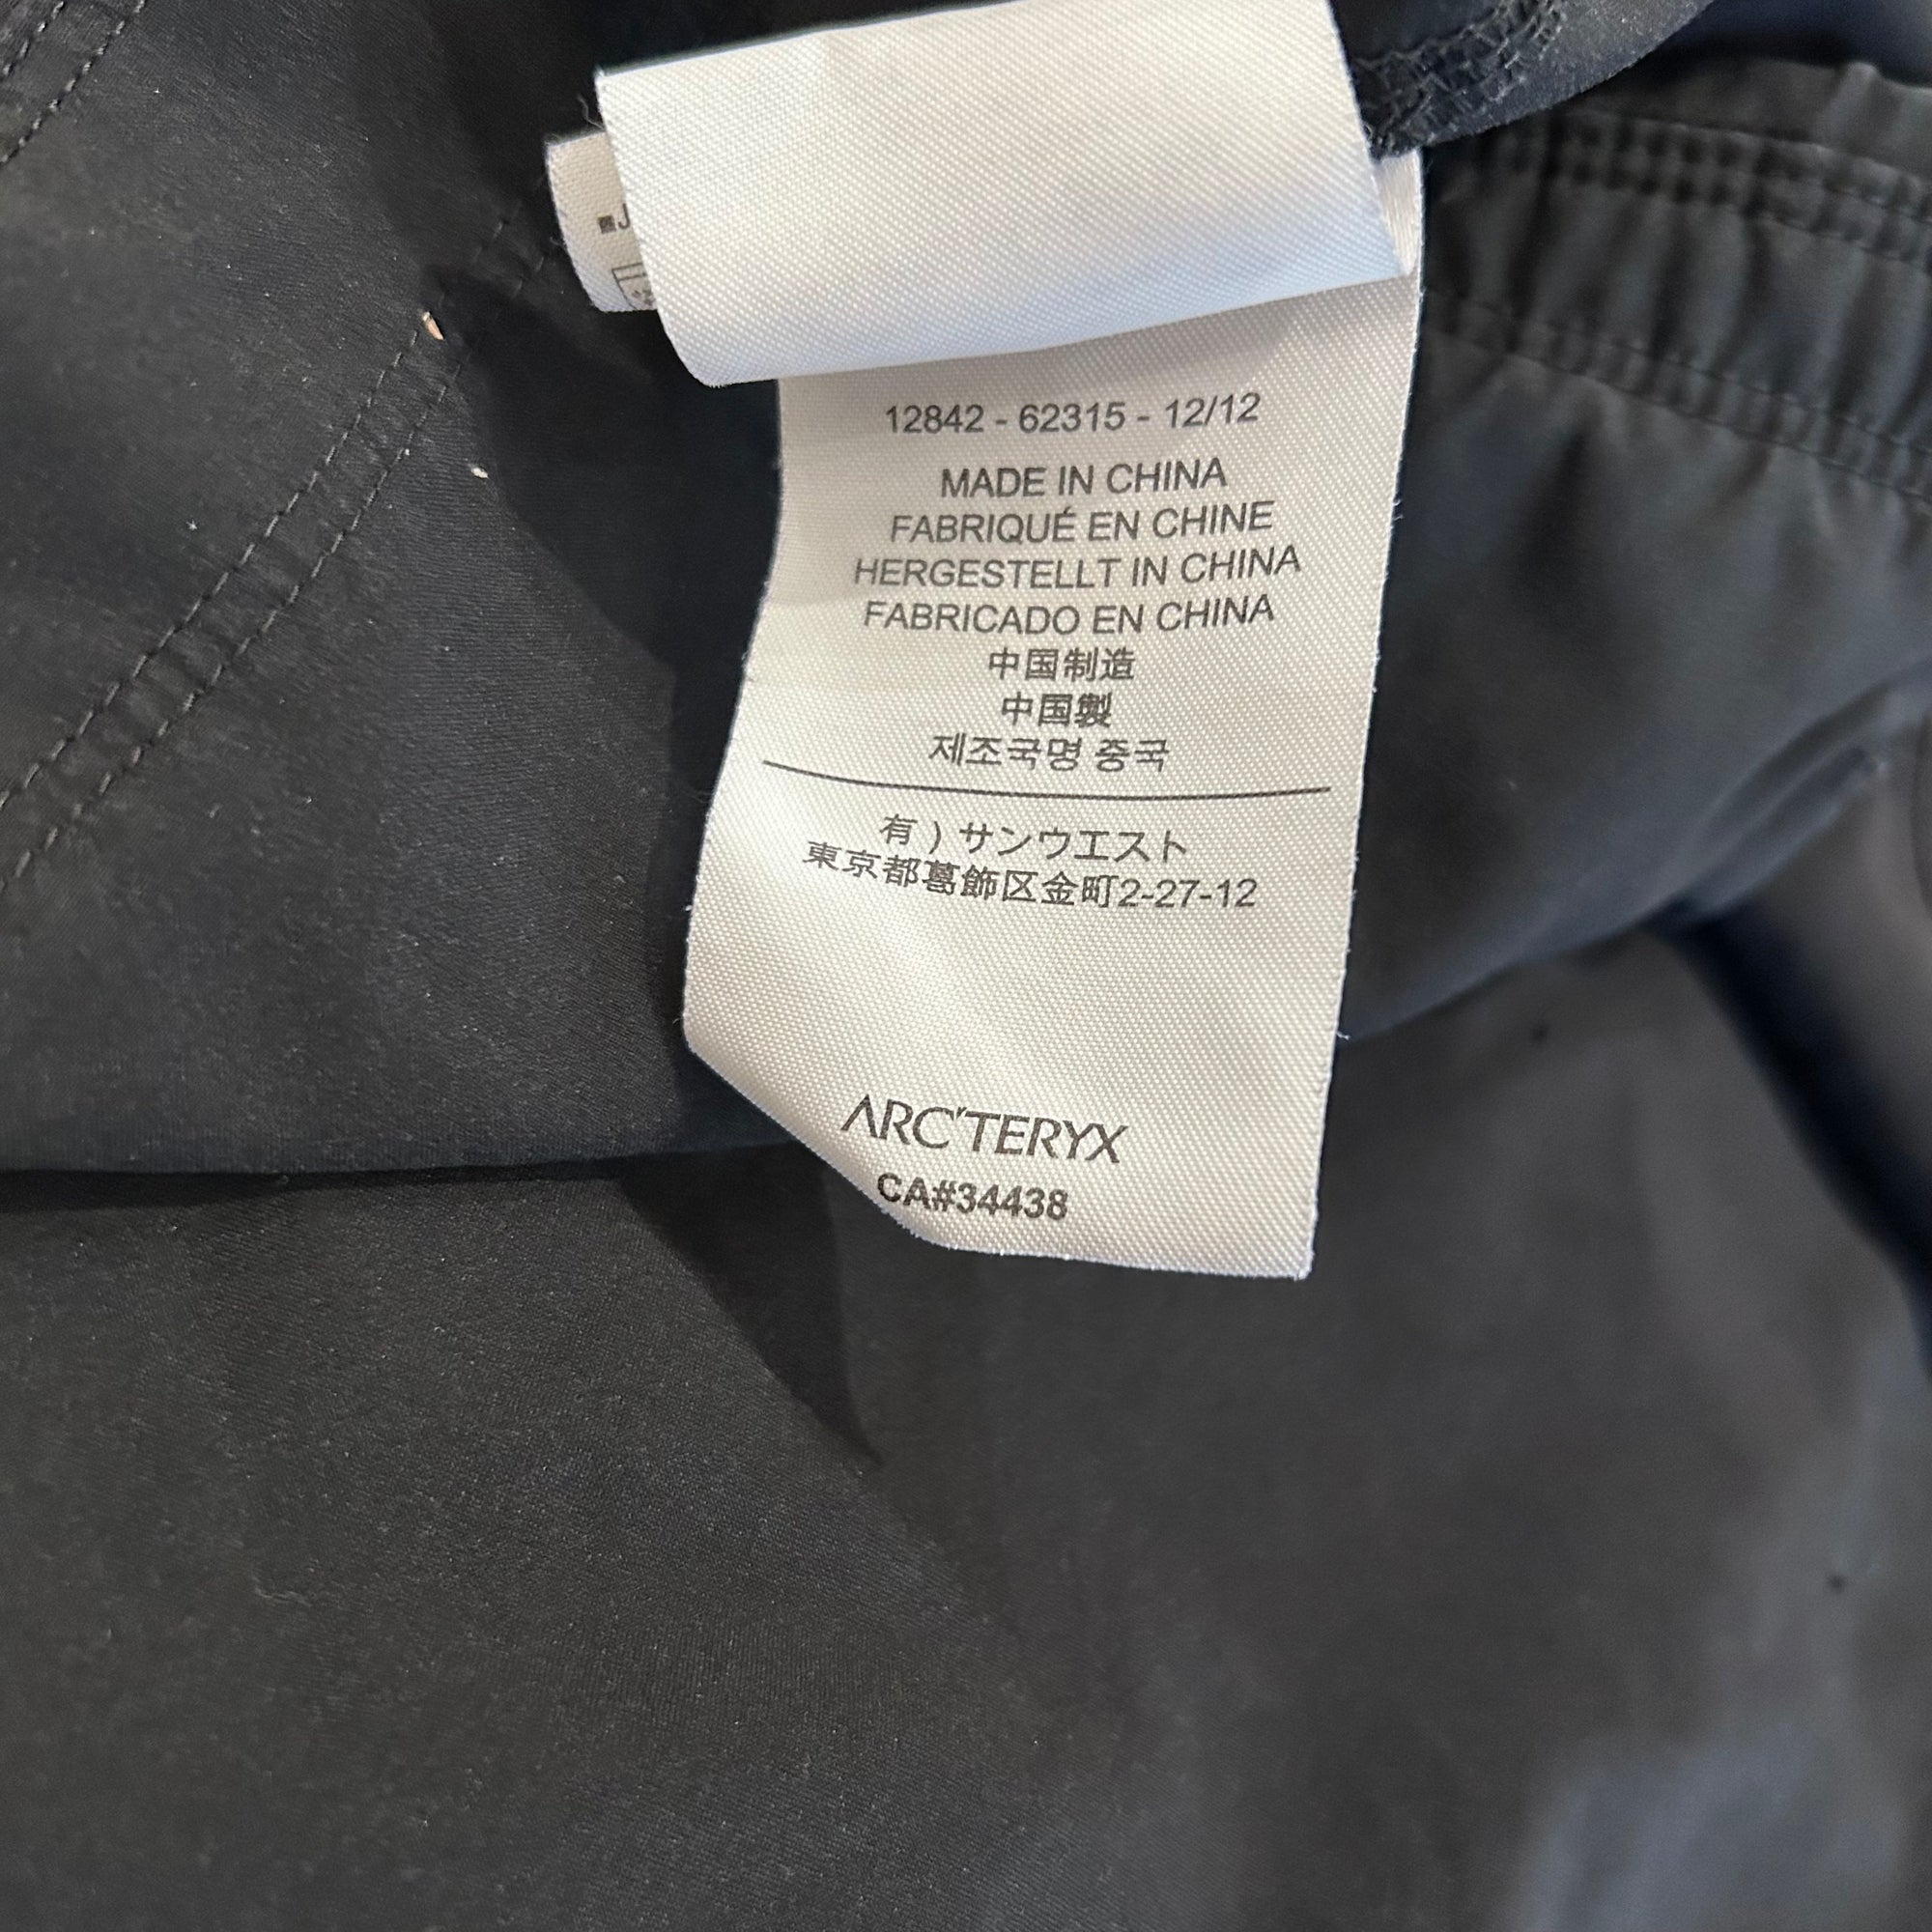 J
12842 - 62315 - 12/12
MADE IN CHINA
FABRIQUÉ EN CHINE
HERGESTELLT IN CHINA
FABRICADO EN CHINA
中国制造
中国製
제조국명 중국
有）サンウエスト
東京都葛飾区金町2-27-12
ARC'TERYX
CA#34438